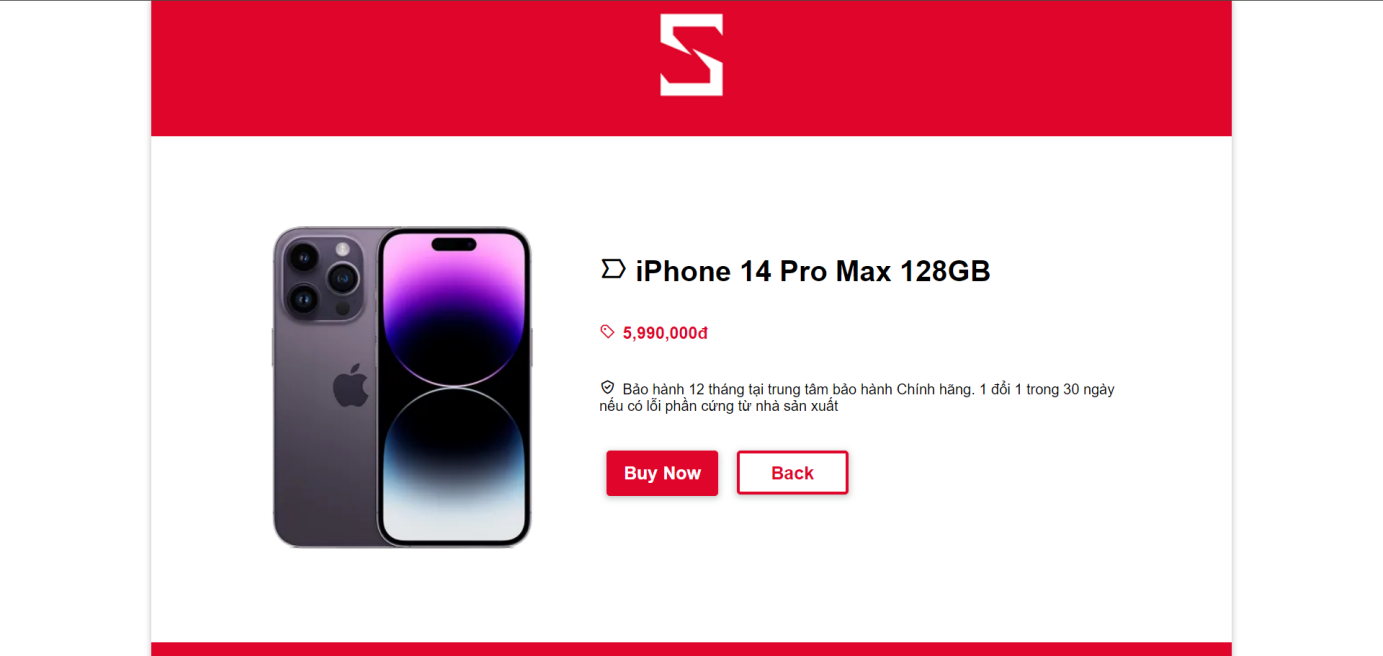 iPhone 14 Pro Max 128GB
5,990,000đ
Bảo hành 12 tháng tại trung tâm bảo hành Chính hãng. 1 đổi 1 trong 30 ngày
nếu có lỗi phần cứng từ nhà sản xuất
Buy Now
Back